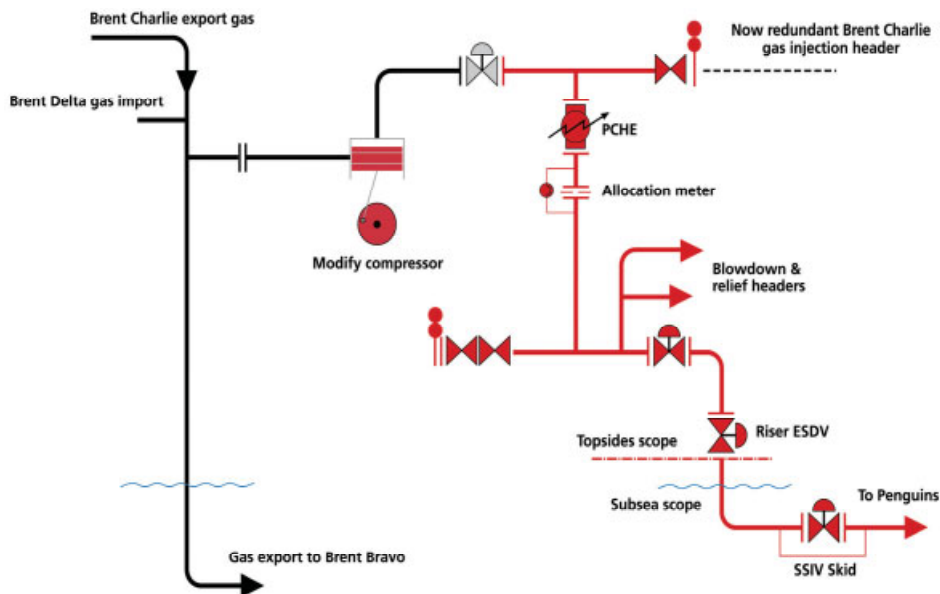 Brent Charlie export gas
Now redundant Brent Charlie
gas injection header
Brent Delta gas import
PCHE
Allocation meter
Modify compressor
Blowdown &
relief headers
Riser ESDV
Topsides scope
Subsea scope
To Penguins
Gas export to Brent Bravo
SSIV Skid